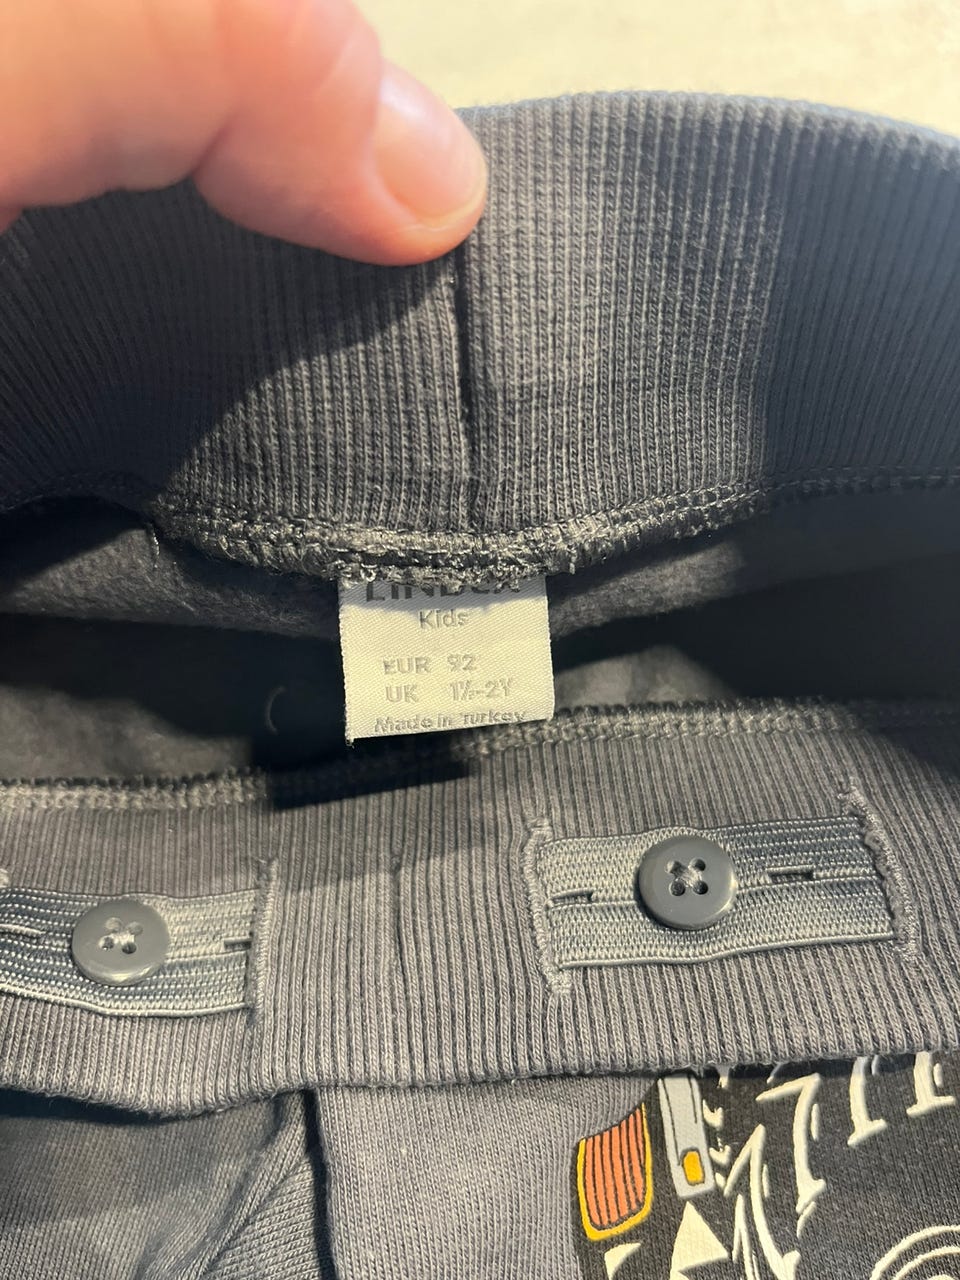 LINDEX
Kids
EUR 92
UK 1½-2Y
Made in Turkey